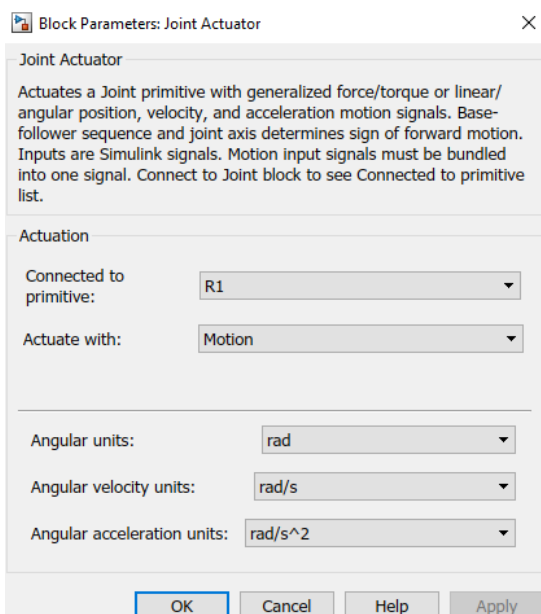 Block Parameters: Joint Actuator
Joint Actuator
Actuates a Joint primitive with generalized force/torque or linear/
angular position, velocity, and acceleration motion signals. Base-
follower sequence and joint axis determines sign of forward motion.
Inputs are Simulink signals. Motion input signals must be bundled
into one signal. Connect to Joint block to see Connected to primitive
list.
Actuation
Connected to
primitive:
R1
Actuate with:
Motion
Angular units:
rad
Angular velocity units:
rad/s
Angular acceleration units:
rad/s^2
OK
Cancel
Help
Apply